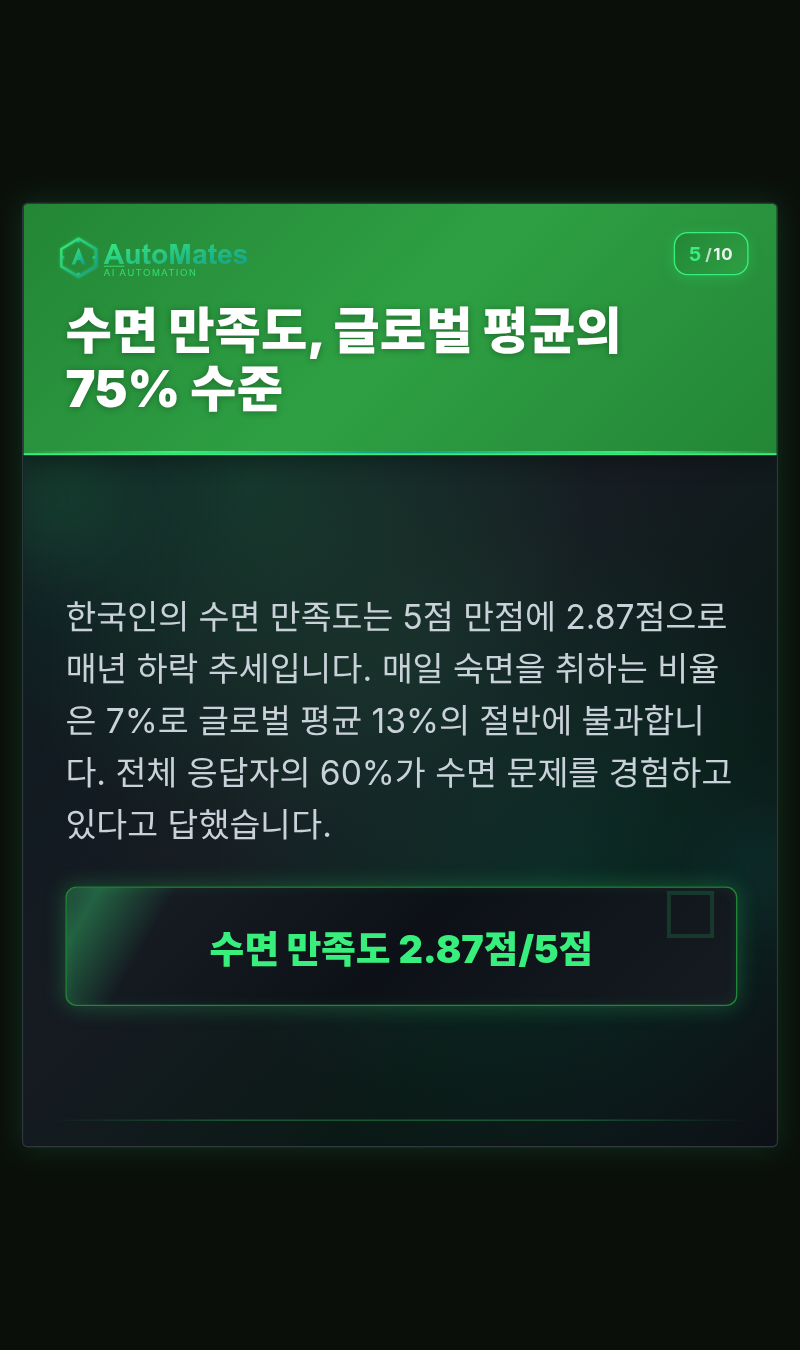 AutoMates
AI AUTOMATION
5 / 10
수면 만족도, 글로벌 평균의
75% 수준
한국인의 수면 만족도는 5점 만점에 2.87점으로
매년 하락 추세입니다. 매일 숙면을 취하는 비율
은 7%로 글로벌 평균 13%의 절반에 불과합니
다. 전체 응답자의 60%가 수면 문제를 경험하고
있다고 답했습니다.
수면 만족도 2.87점/5점